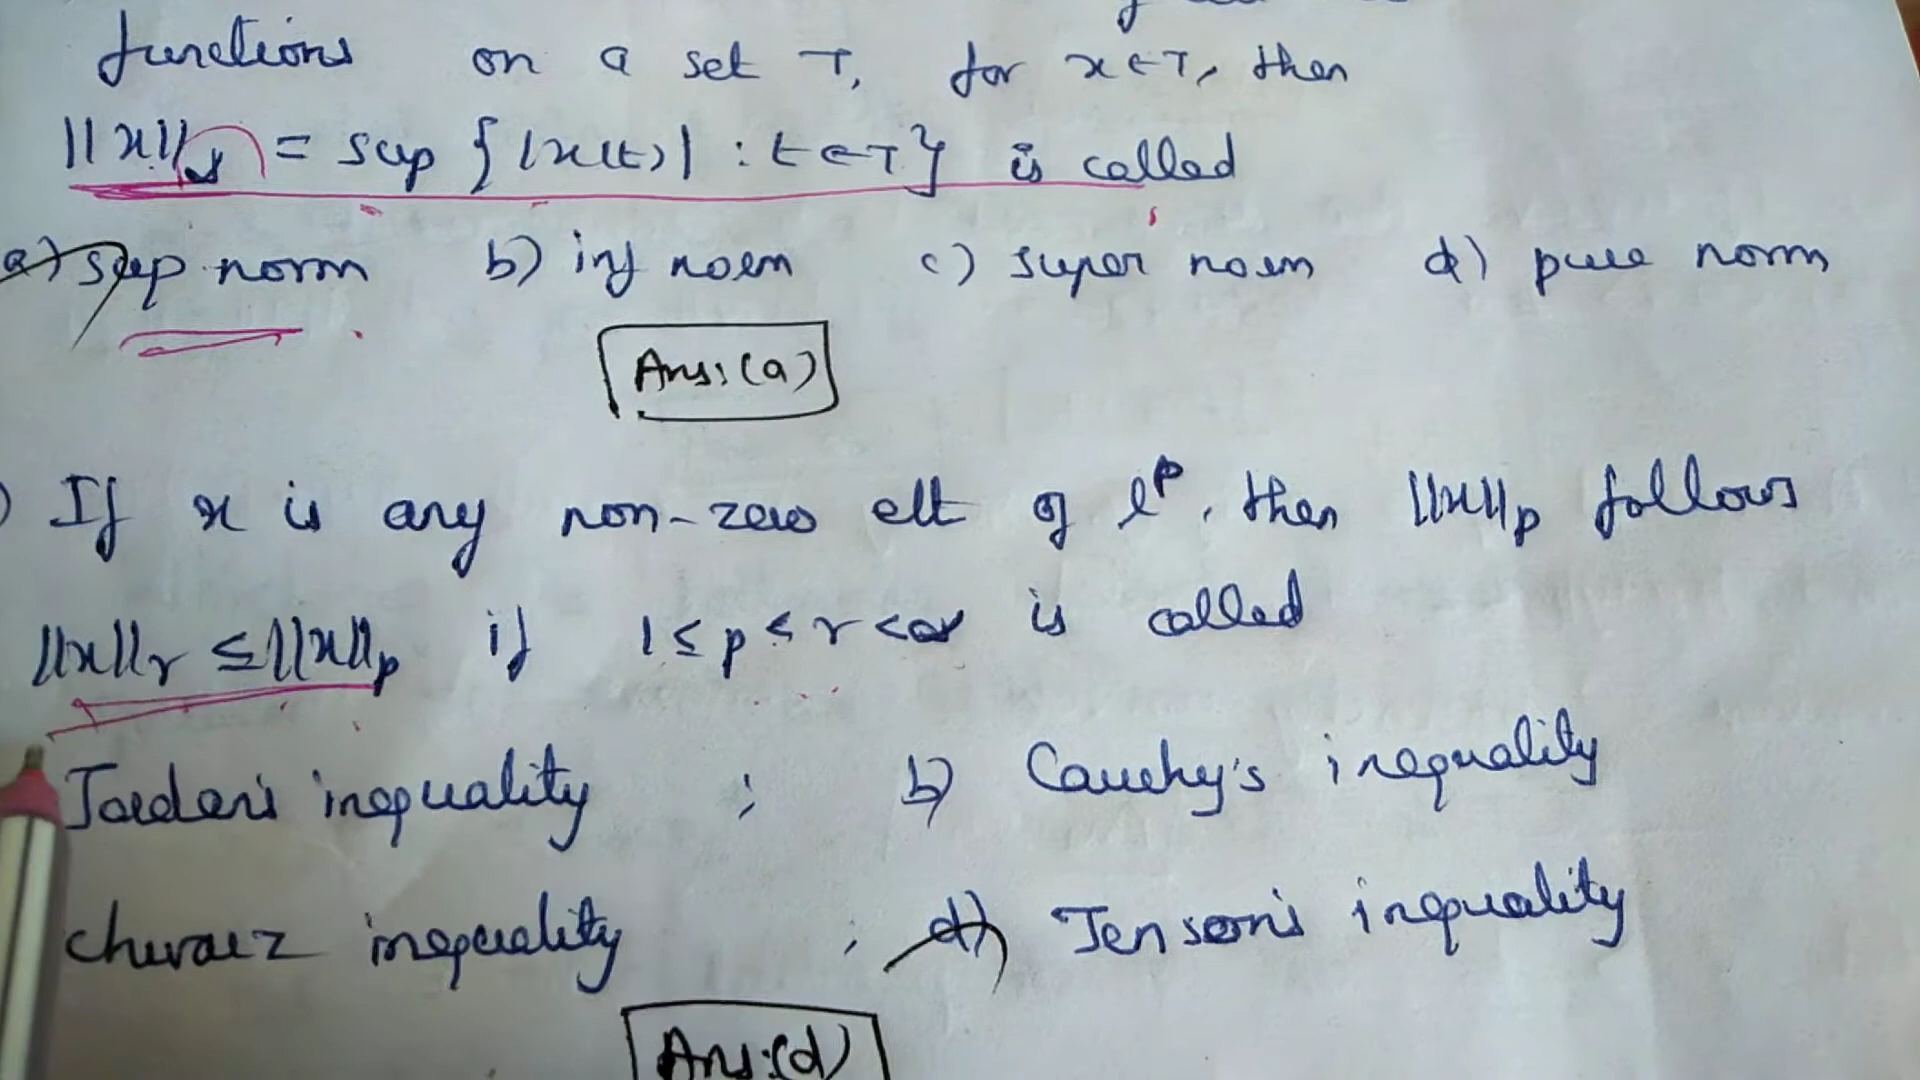 functions on a set T, for x∈T, then
||x||s = sup {|x(t)| : t∈T} is called
a) sup norm b) inf norm c) super norm d) pure norm
Ans: (a)
) If x is any non-zero elt of lᵖ, then ||x||p follows
||x||r ≤ ||x||p if 1 ≤ p ≤ r < ∞ is called
Jordan's inequality ; b) Cauchy's inequality
chwarz inequality ; d) Jenson's inequality
Ans: (d)